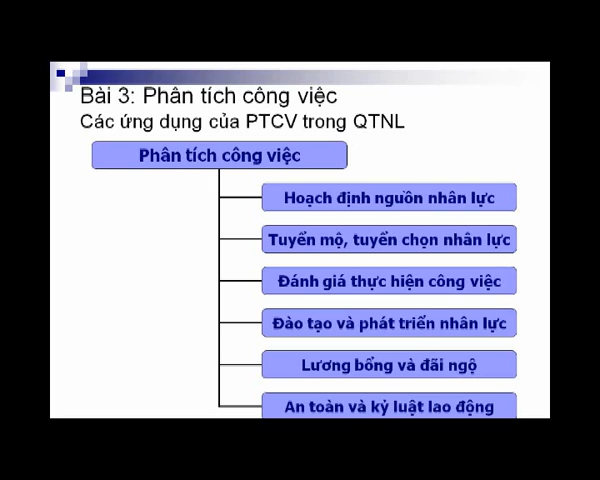 Bài 3: Phân tích công việc
Các ứng dụng của PTCV trong QTNL
Phân tích công việc
Hoạch định nguồn nhân lực
Tuyển mộ, tuyển chọn nhân lực
Đánh giá thực hiện công việc
Đào tạo và phát triển nhân lực
Lương bổng và đãi ngộ
An toàn và kỷ luật lao động